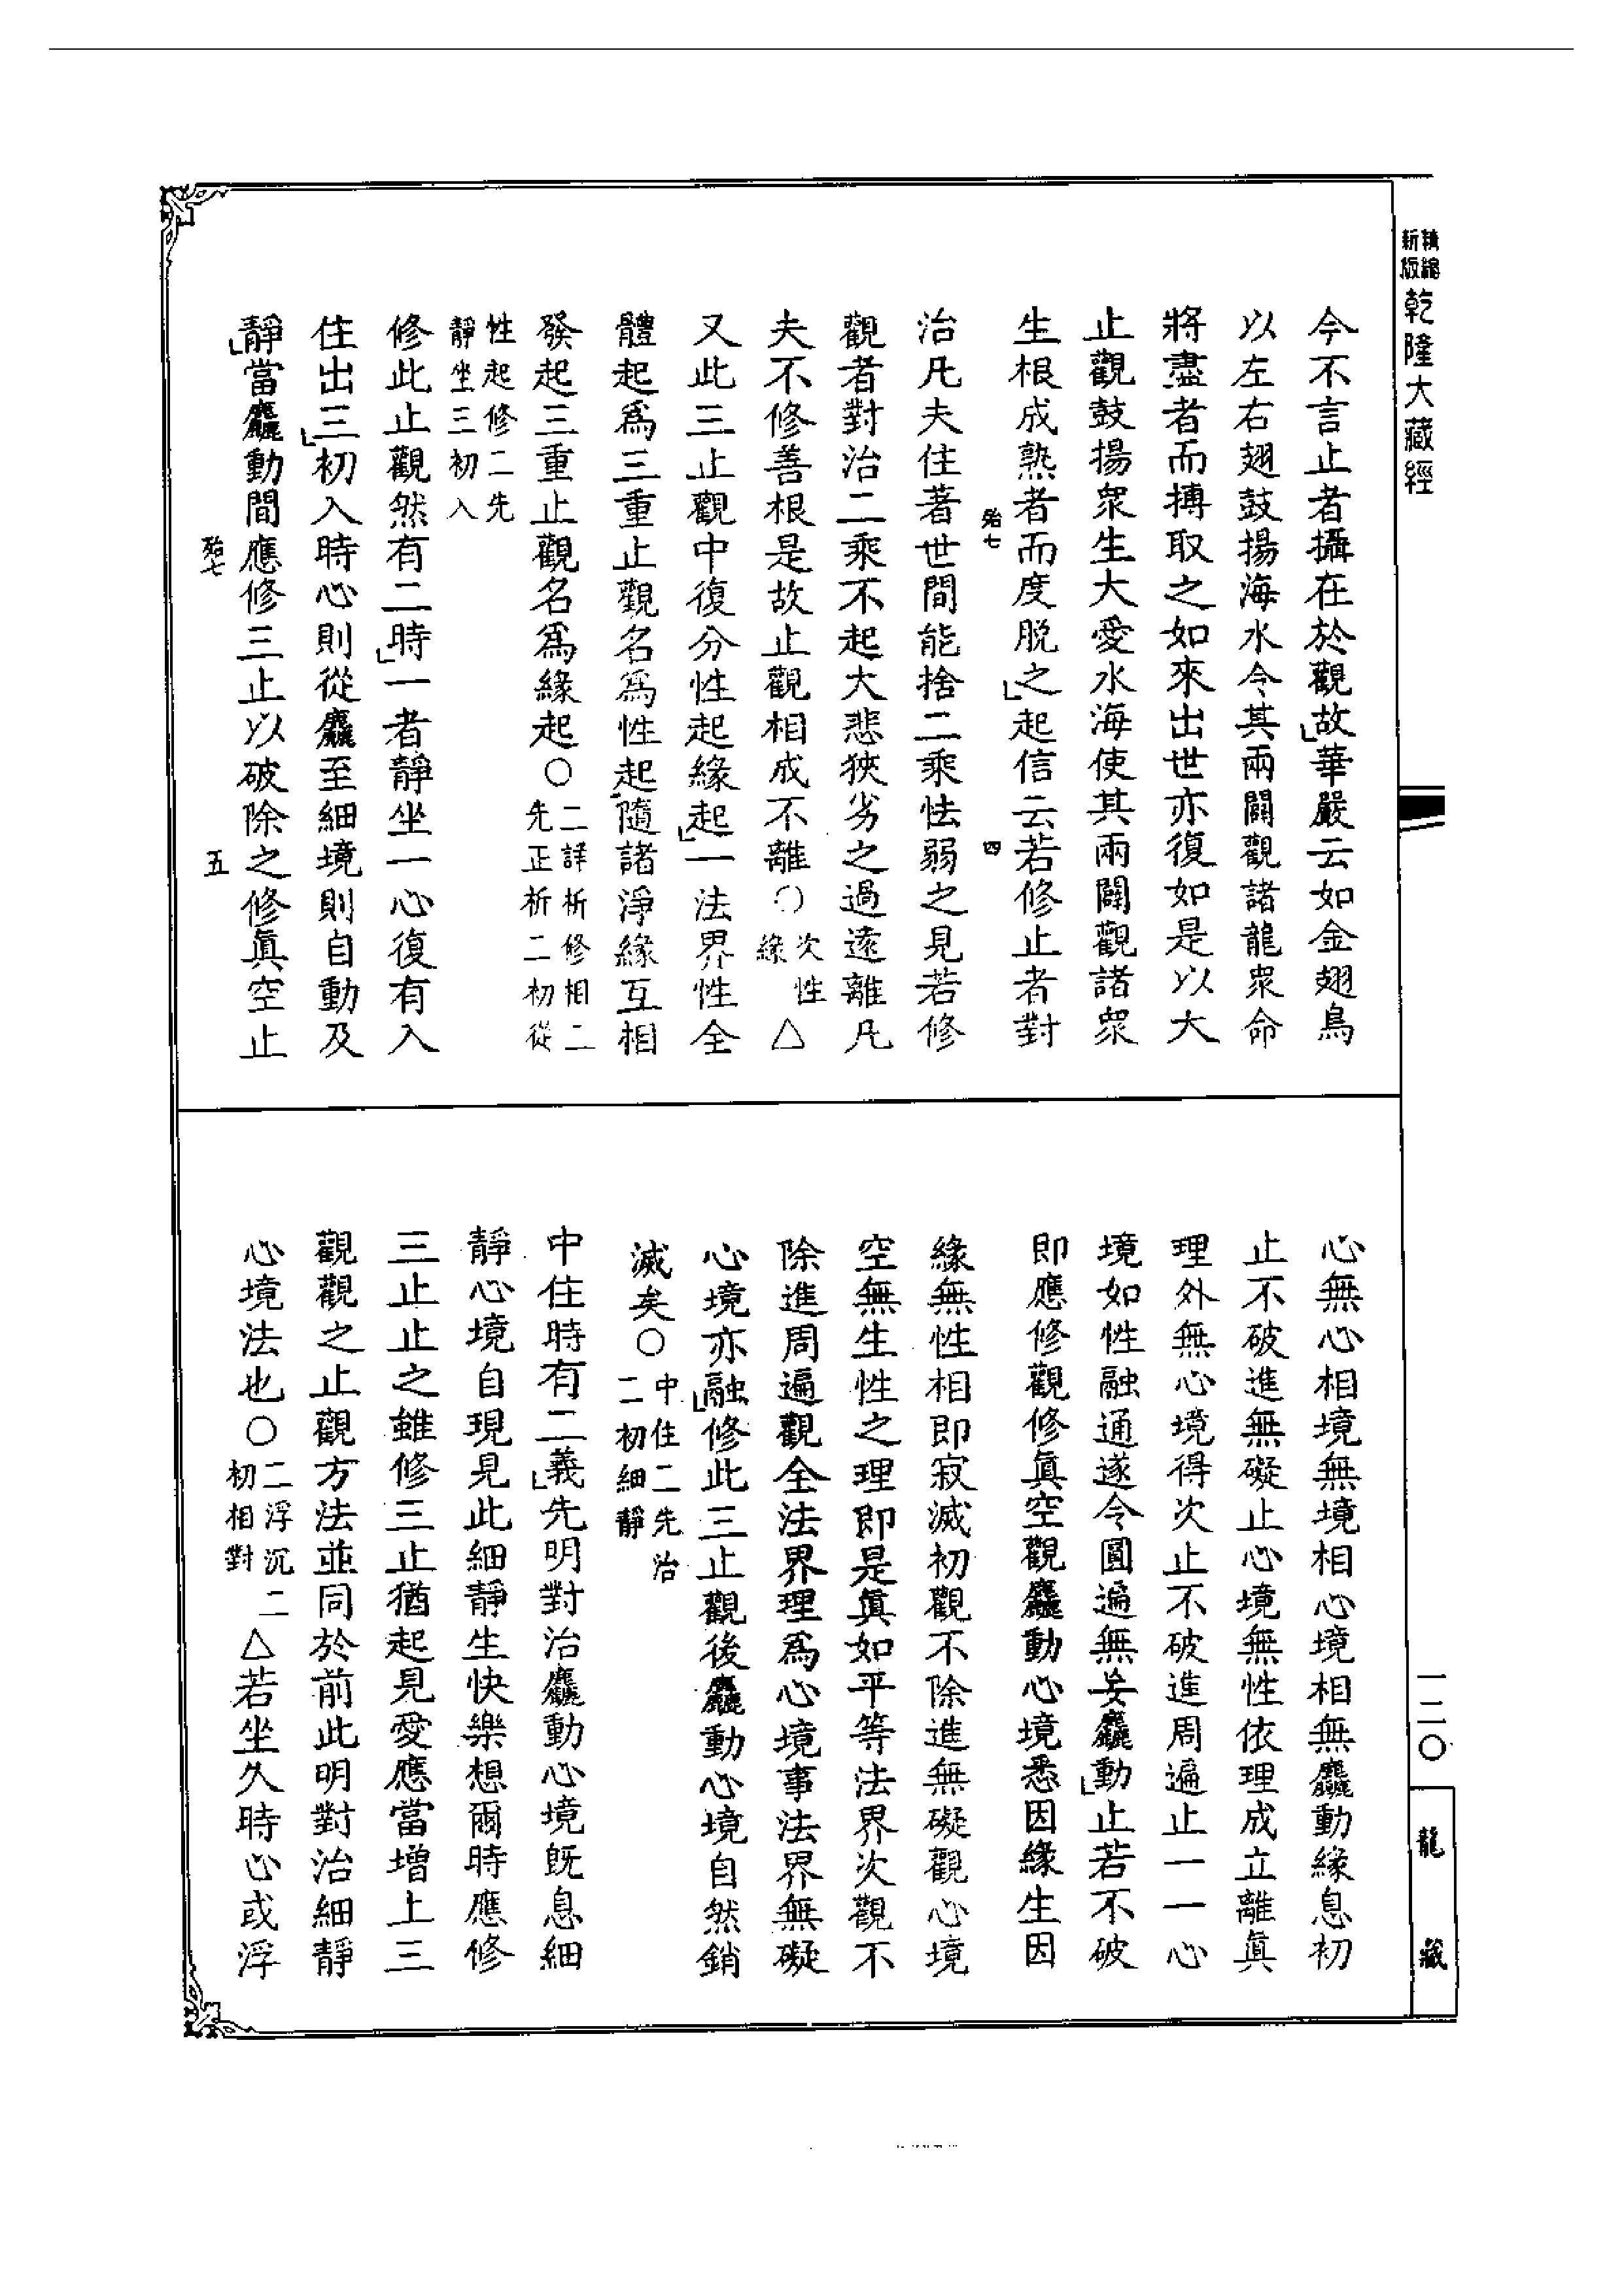 精縮新版
乾隆大藏經
今不言止者攝在於觀故華嚴云如金翅鳥
以左右翅鼓揚海水令其兩闢觀諸龍衆命
將盡者而搏取之如來出世亦復如是以大
止觀鼓揚衆生大愛水海使其兩闢觀諸衆
生根成熟者而度脱之起信云若修止者對
殆七
四
治凡夫住著世間能捨二乘怯弱之見若修
觀者對治二乘不起大悲狹劣之過遠離凡
夫不修善根是故止觀相成不離○次性緣△
又此三止觀中復分性起緣起一法界性全
體起爲三重止觀名爲性起隨諸淨緣互相
發起三重止觀名爲緣起○二詳析修相二先正析二初從
性起修二先靜坐三初入
修此止觀然有二時一者靜坐一心復有入
住出三初入時心則從麤至細境則自動及
靜當麤動間應修三止以破除之修眞空止
殆七
五
心無心相境無境相心境相無麤動緣息初
止不破進無礙止心境無性依理成立離眞
理外無心境得次止不破進周遍止一一心
境如性融通遂令圓遍無妄麤動止若不破
即應修觀修眞空觀麤動心境悉因緣生因
緣無性相即寂滅初觀不除進無礙觀心境
空無生性之理即是眞如平等法界次觀不
除進周遍觀全法界理爲心境事法界無礙
心境亦融修此三止觀後麤動心境自然銷
滅矣○中住二先治二初細靜
中住時有二義先明對治麤動心境既息細
靜心境自現見此細靜生快樂想爾時應修
三止止之雖修三止猶起見愛應當增上三
觀觀之止觀方法並同於前此明對治細靜
心境法也○二浮沉二初相對△若坐久時心或浮
一二〇
龍藏